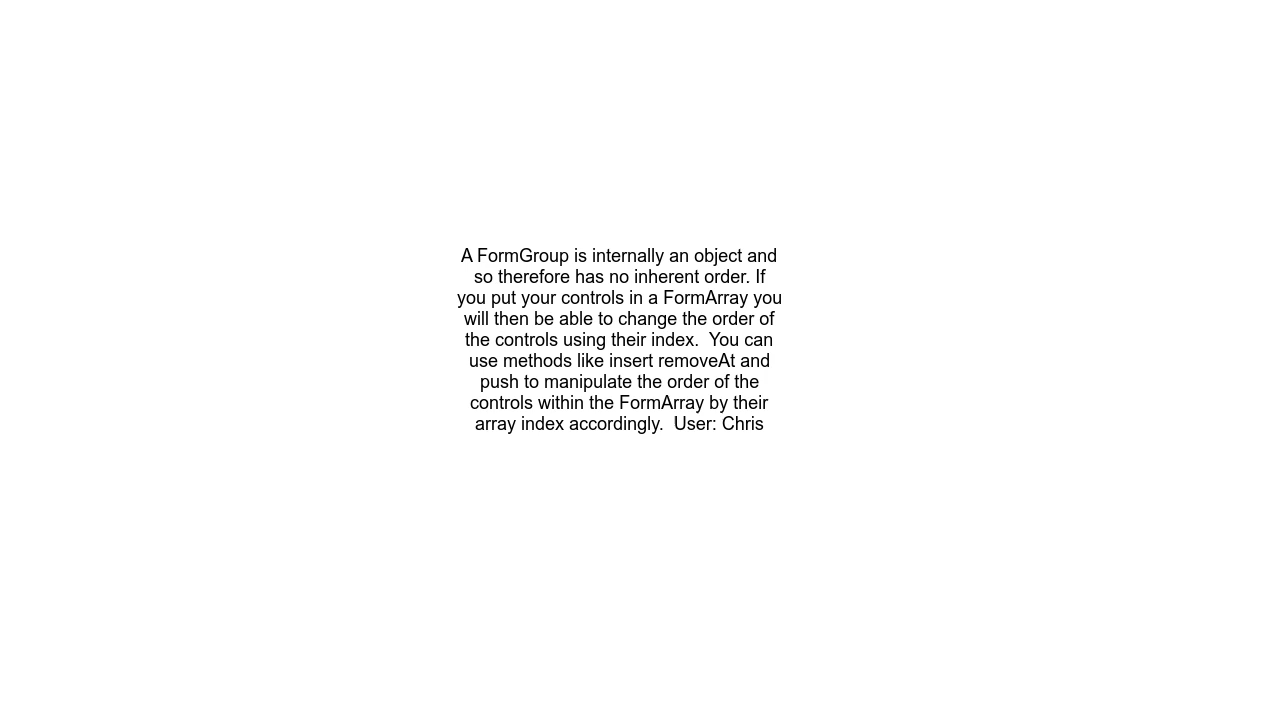 A FormGroup is internally an object and
so therefore has no inherent order. If
you put your controls in a FormArray you
will then be able to change the order of
the controls using their index.  You can
use methods like insert removeAt and
push to manipulate the order of the
controls within the FormArray by their
array index accordingly.  User: Chris